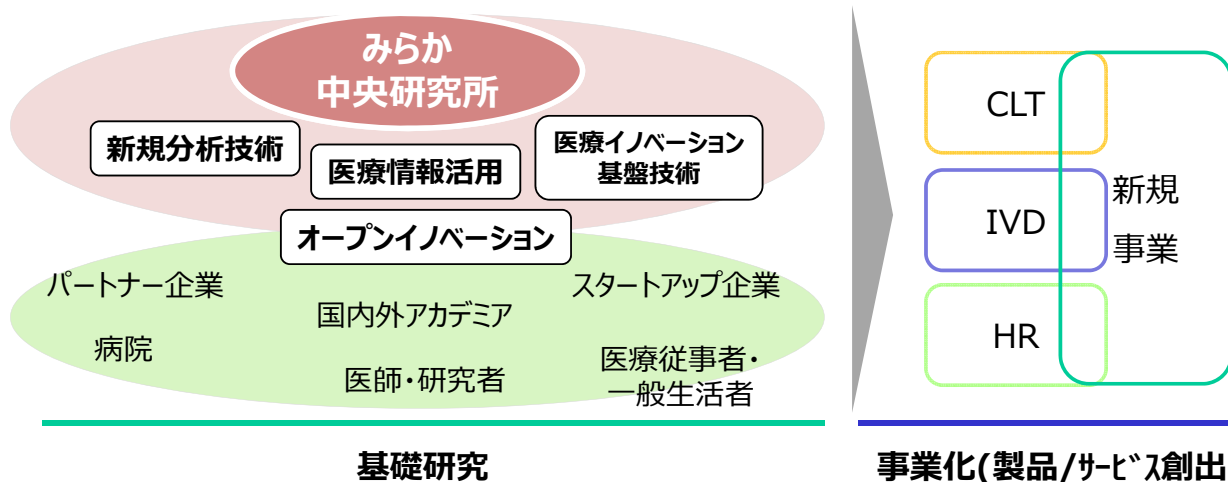 みらか
中央研究所
新規分析技術
医療情報活用
医療イノベーション
基盤技術
オープンイノベーション
パートナー企業
国内外アカデミア
スタートアップ企業
病院
医師・研究者
医療従事者・
一般生活者
基礎研究
CLT
IVD
HR
新規
事業
事業化(製品/ｻｰﾋﾞｽ創出